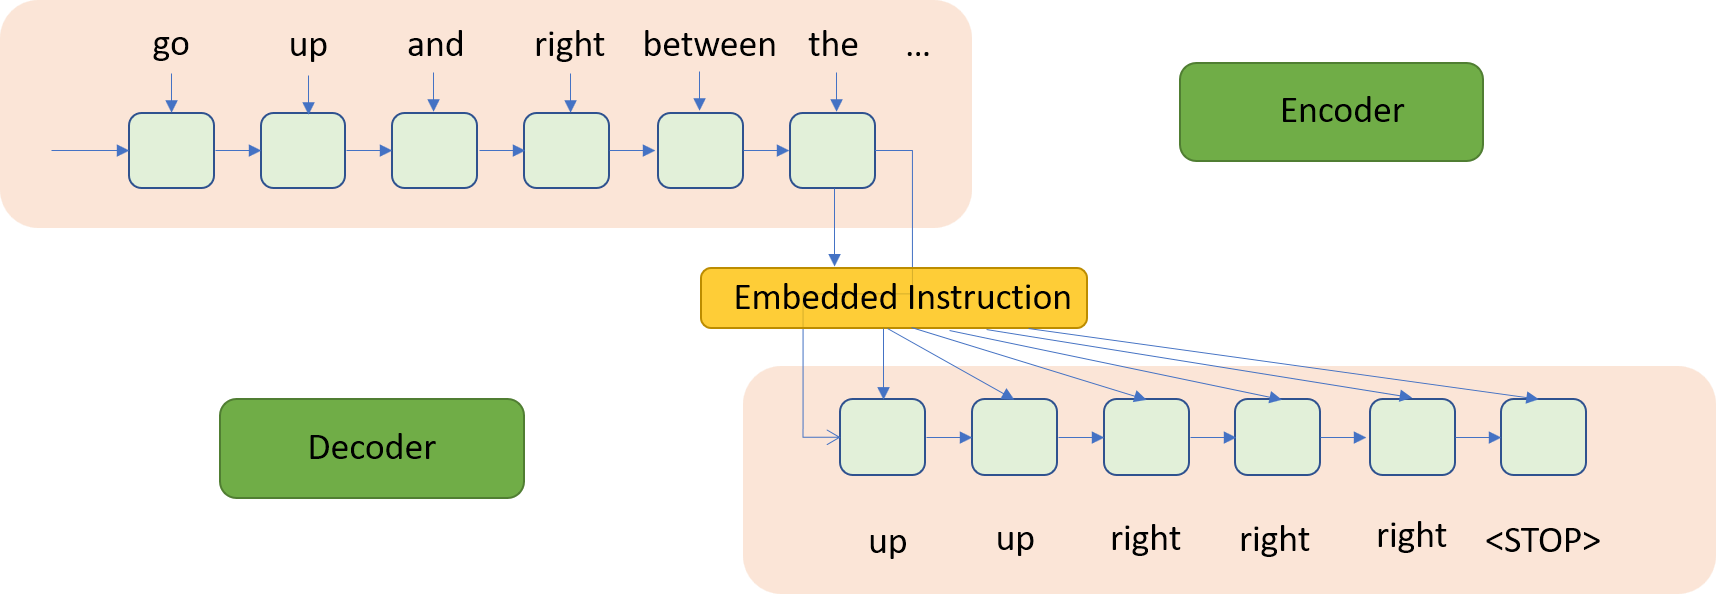 go up and right between the ...
Encoder
Embedded Instruction
Decoder
up up right right right <STOP>